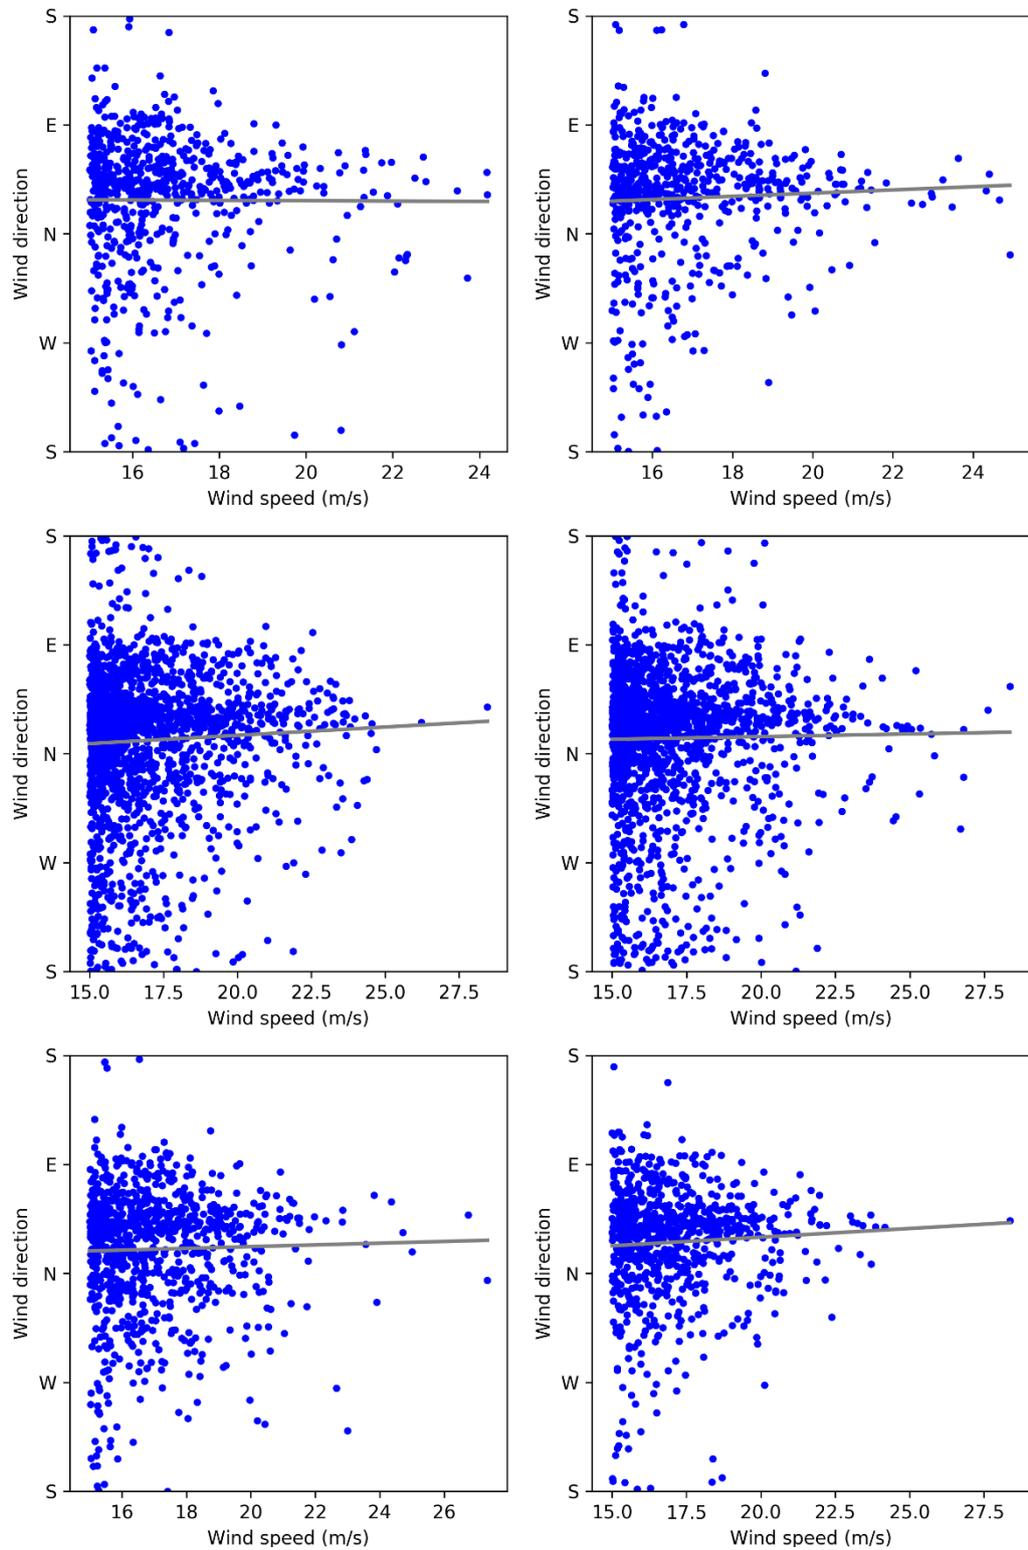 S
E
N
W
S
Wind direction
16 18 20 22 24
Wind speed (m/s)
S
E
N
W
S
Wind direction
16 18 20 22 24
Wind speed (m/s)
S
E
N
W
S
Wind direction
15.0 17.5 20.0 22.5 25.0 27.5
Wind speed (m/s)
S
E
N
W
S
Wind direction
15.0 17.5 20.0 22.5 25.0 27.5
Wind speed (m/s)
S
E
N
W
S
Wind direction
16 18 20 22 24 26
Wind speed (m/s)
S
E
N
W
S
Wind direction
15.0 17.5 20.0 22.5 25.0 27.5
Wind speed (m/s)